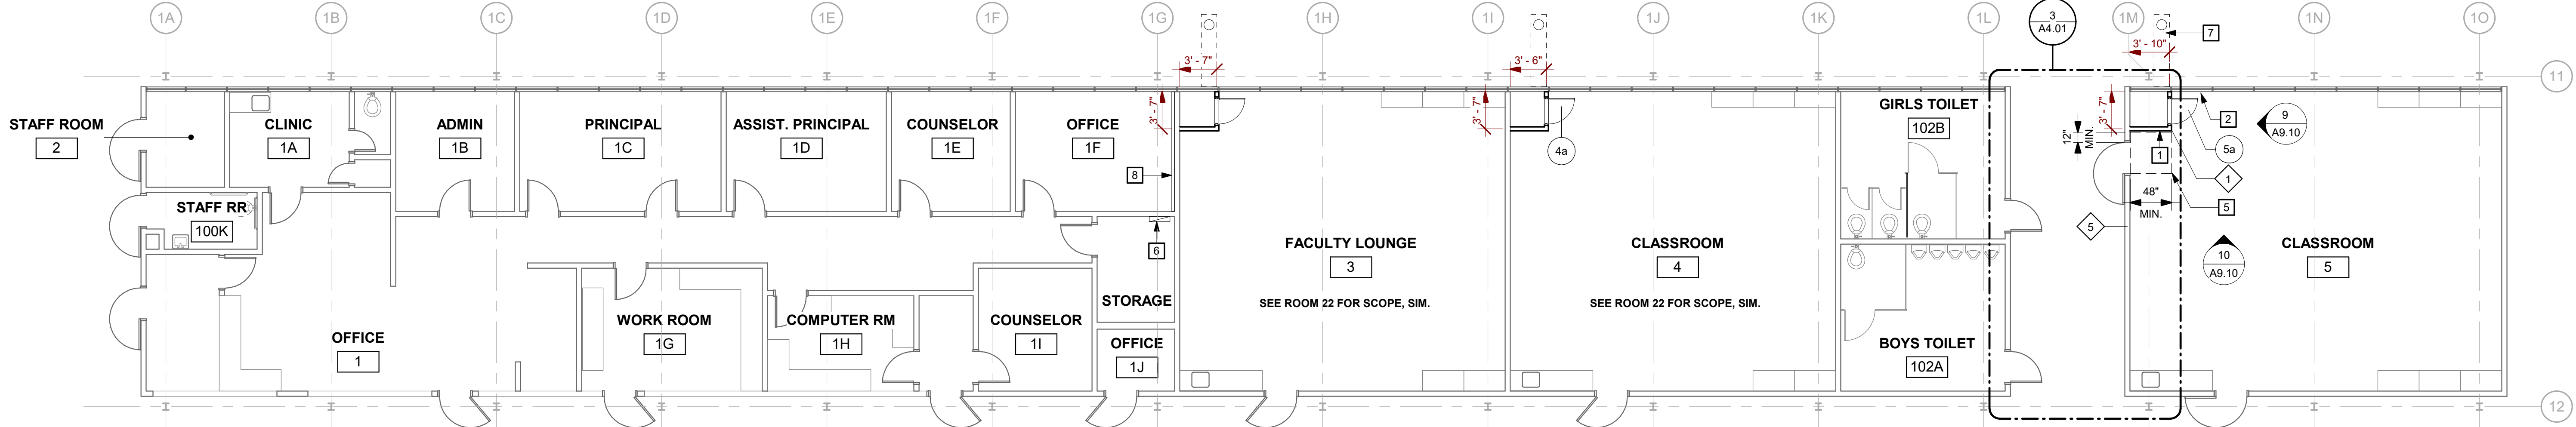 1A
1B
1C
1D
1E
1F
1G
1H
1I
1J
1K
1L
1M
1N
1O
3
A4.01
7
3' - 7"
3' - 6"
3' - 10"
11
STAFF ROOM
2
CLINIC
1A
ADMIN
1B
PRINCIPAL
1C
ASSIST. PRINCIPAL
1D
COUNSELOR
1E
OFFICE
1F
3' - 7"
3' - 7"
3' - 7"
4a
GIRLS TOILET
102B
12"
MIN.
2
9
A9.10
1
5a
1
8
5
48"
MIN.
5
STAFF RR
100K
6
FACULTY LOUNGE
3
SEE ROOM 22 FOR SCOPE, SIM.
CLASSROOM
4
SEE ROOM 22 FOR SCOPE, SIM.
10
A9.10
CLASSROOM
5
OFFICE
1
WORK ROOM
1G
COMPUTER RM
1H
COUNSELOR
1I
STORAGE
OFFICE
1J
BOYS TOILET
102A
12